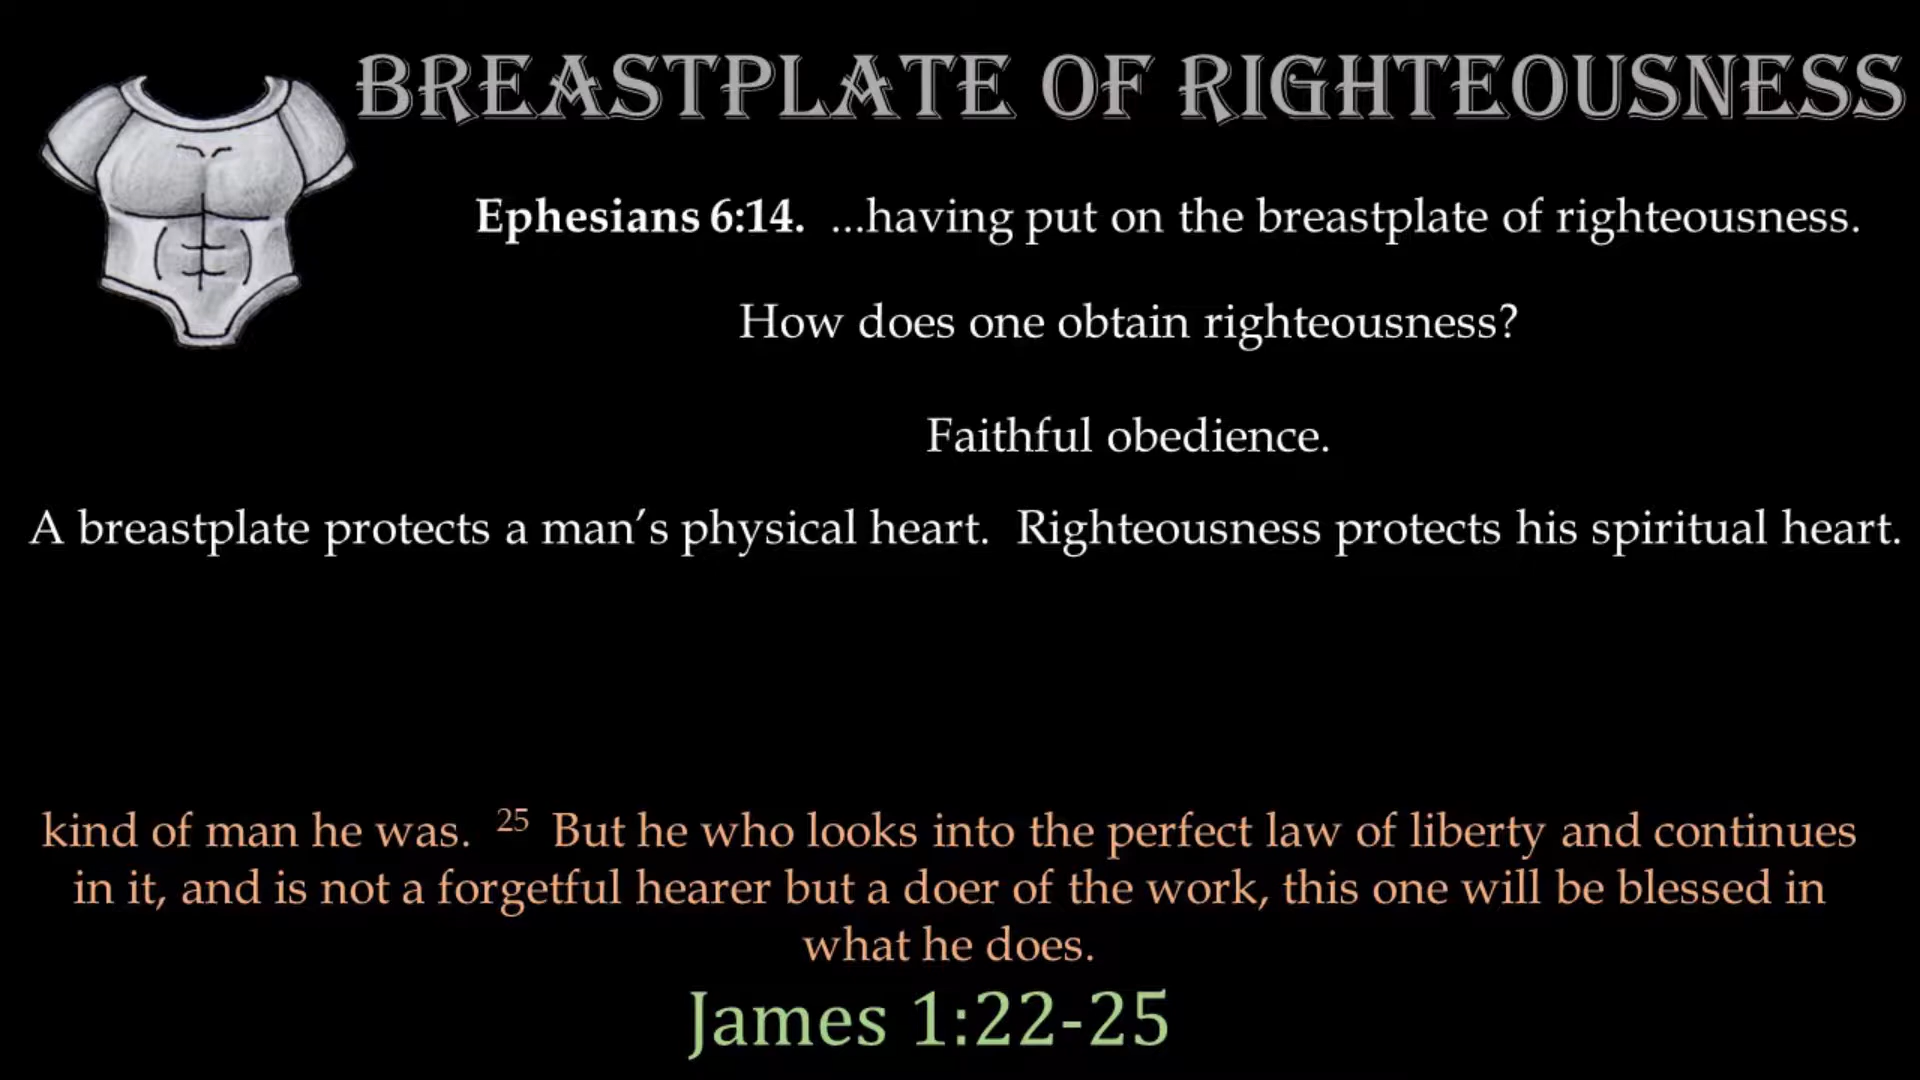 BREASTPLATE OF RIGHTEOUSNESS
Ephesians 6:14. ...having put on the breastplate of righteousness.
How does one obtain righteousness?
Faithful obedience.
A breastplate protects a man’s physical heart. Righteousness protects his spiritual heart.
kind of man he was. 25 But he who looks into the perfect law of liberty and continues
in it, and is not a forgetful hearer but a doer of the work, this one will be blessed in
what he does.
James 1:22-25